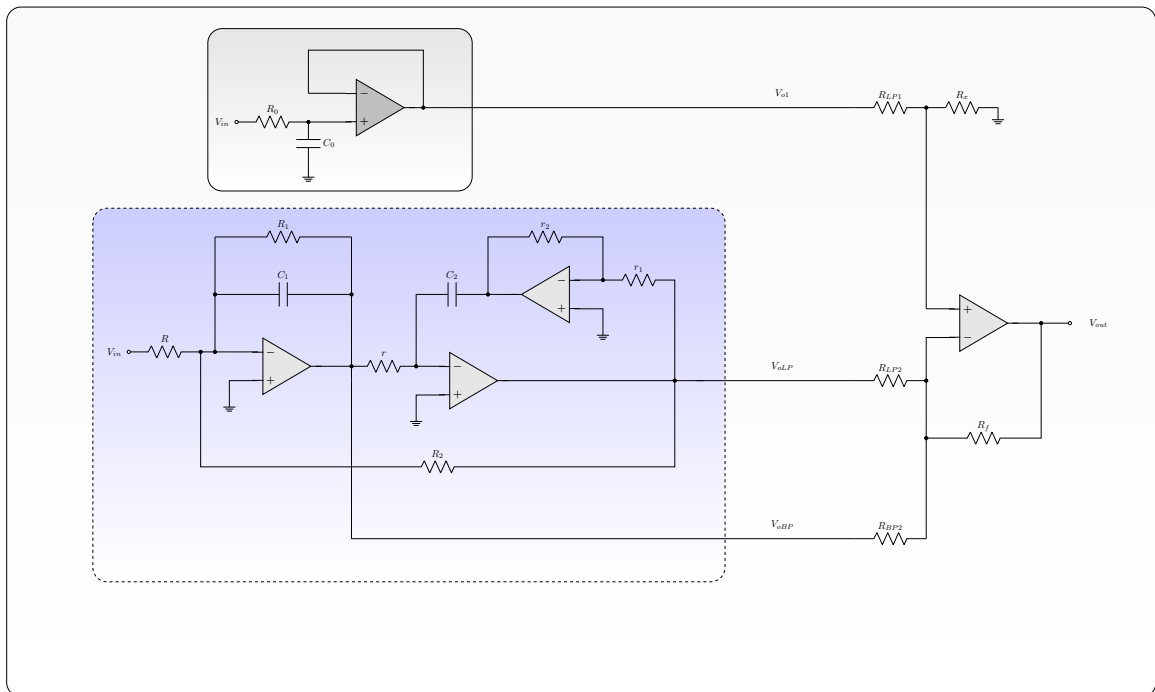 V_{in}
R_0
C_0
−
+
V_{o1}
R_{LP1}
R_x
R_1
C_1
V_{in}
R
−
+
r
C_2
r_2
r_1
−
+
−
+
R_2
V_{oLP}
R_{LP2}
V_{oBP}
R_{BP2}
+
−
R_f
V_{out}